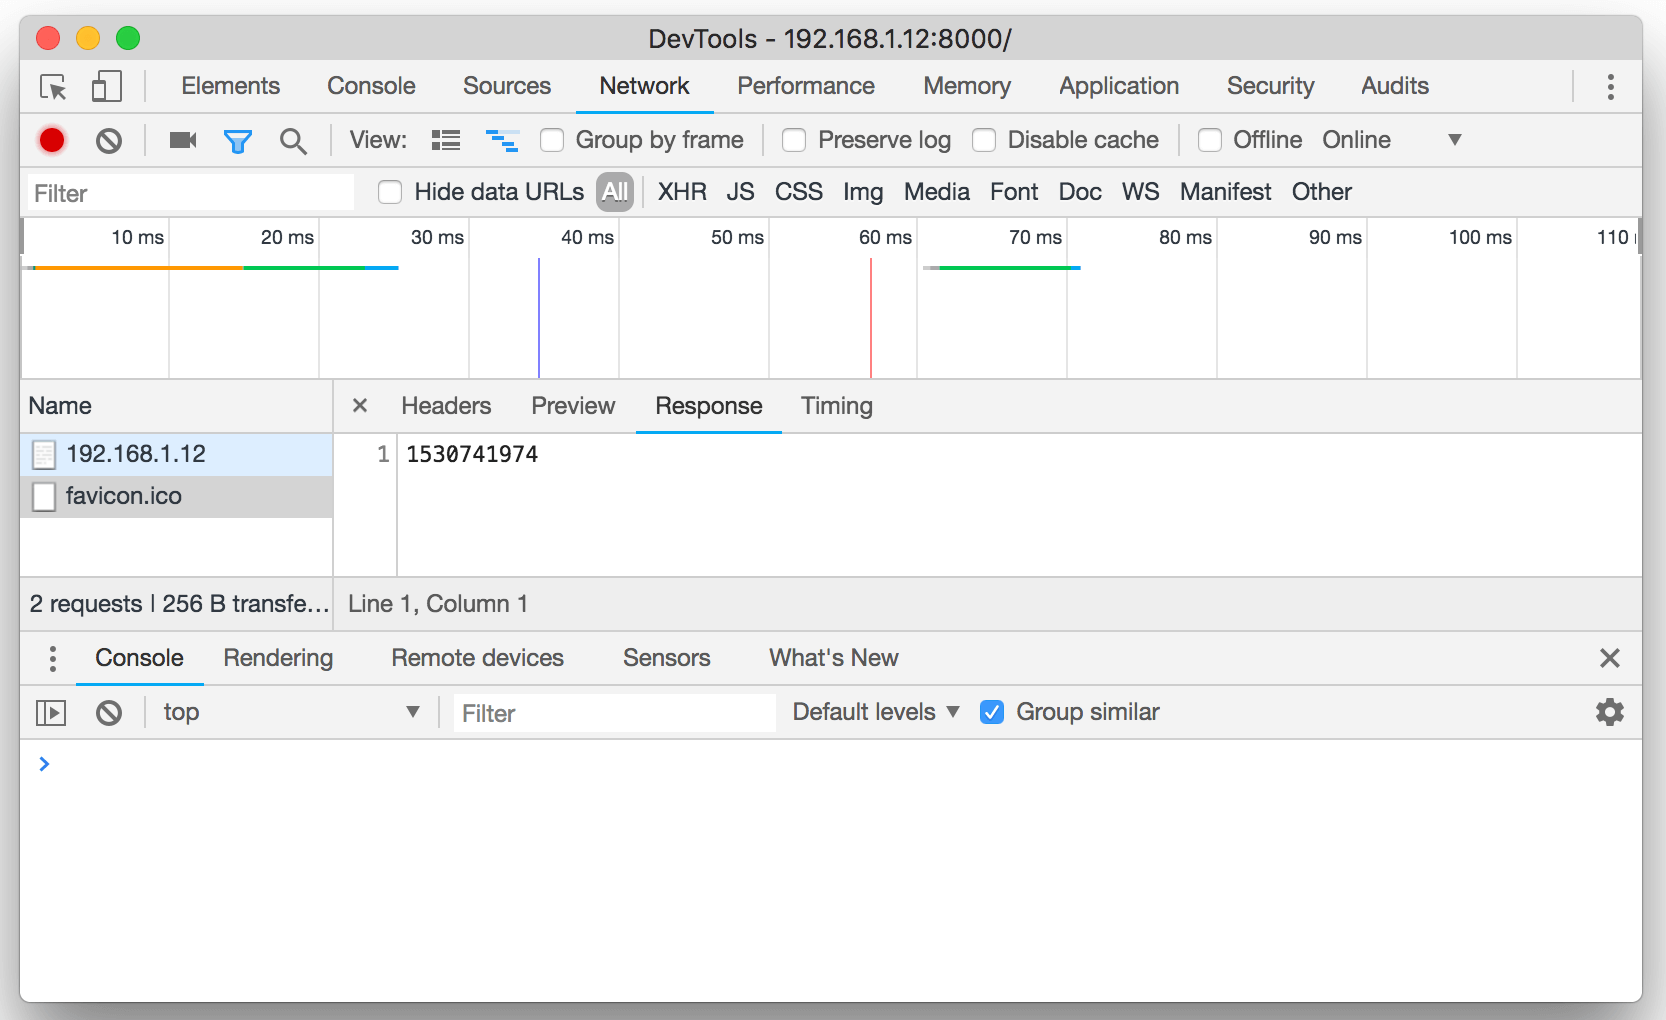 DevTools - 192.168.1.12:8000/
Elements Console Sources Network Performance Memory Application Security Audits
View: Group by frame Preserve log Disable cache Offline Online
Filter Hide data URLs All XHR JS CSS Img Media Font Doc WS Manifest Other
10 ms 20 ms 30 ms 40 ms 50 ms 60 ms 70 ms 80 ms 90 ms 100 ms 110
Name × Headers Preview Response Timing
192.168.1.12 1 1530741974
favicon.ico
2 requests | 256 B transfe... Line 1, Column 1
Console Rendering Remote devices Sensors What's New
top Filter Default levels Group similar